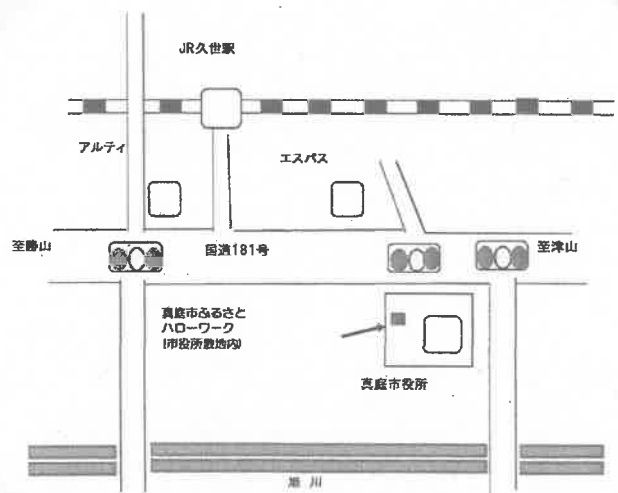 JR久世駅
アルティ
エスパス
至勝山
国道181号
至津山
真庭市ふるさと
ハローワーク
(市役所敷地内)
真庭市役所
旭川